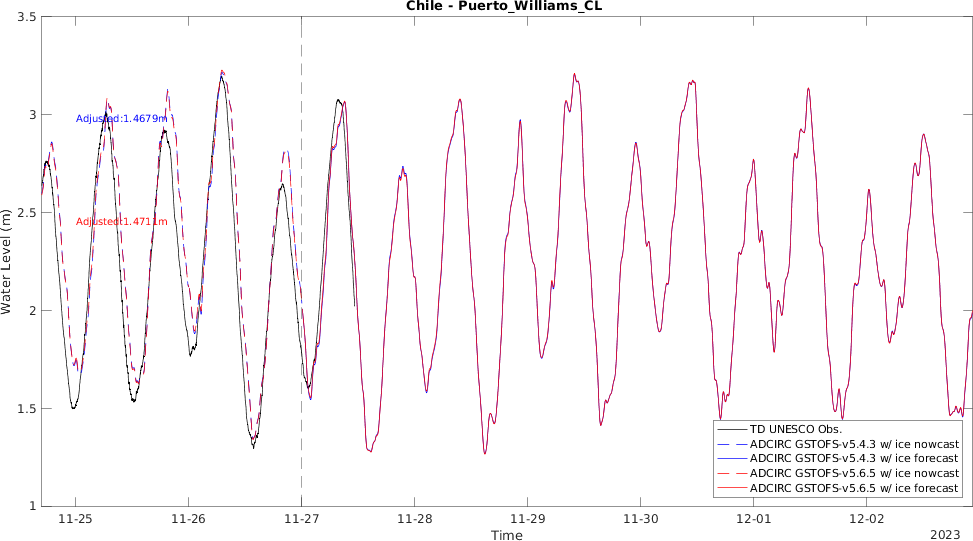 Chile - Puerto_Williams_CL
3.5
3
2.5
2
1.5
1
Water Level (m)
Adjusted:1.4679m
Adjusted:1.4711m
TD UNESCO Obs.
ADCIRC GSTOFS-v5.4.3 w/ ice nowcast
ADCIRC GSTOFS-v5.4.3 w/ ice forecast
ADCIRC GSTOFS-v5.6.5 w/ ice nowcast
ADCIRC GSTOFS-v5.6.5 w/ ice forecast
11-25 11-26 11-27 11-28 11-29 11-30 12-01 12-02
Time
2023